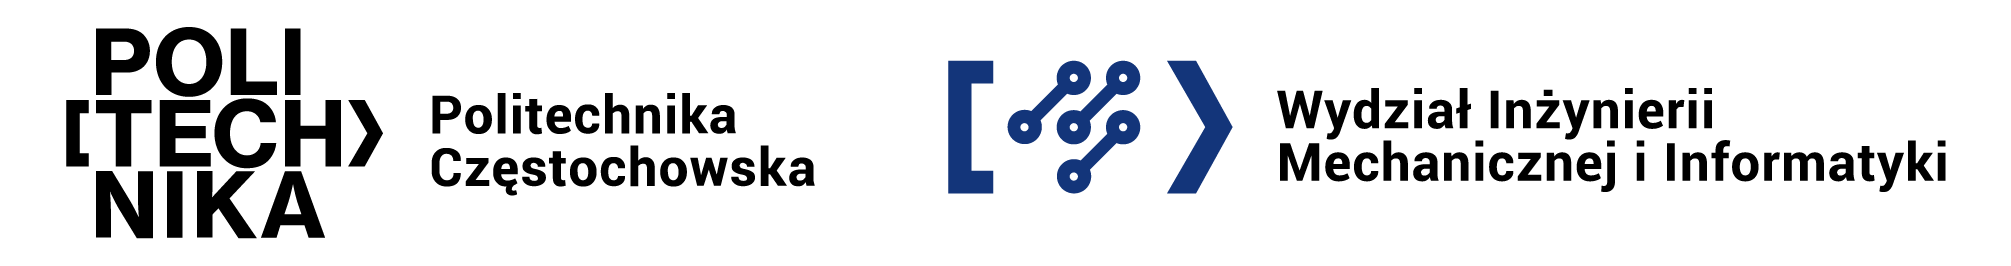 POLI
[TECH>
NIKA
Politechnika
Częstochowska
Wydział Inżynierii
Mechanicznej i Informatyki